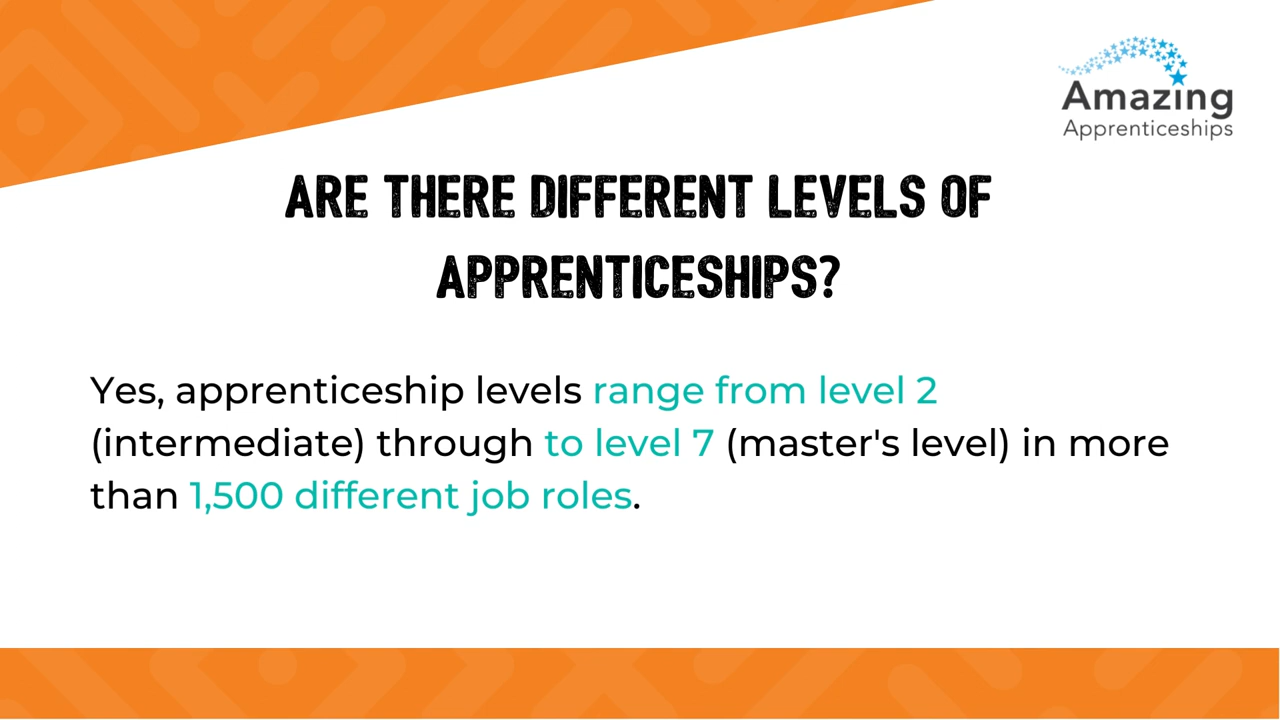 Amazing
Apprenticeships
ARE THERE DIFFERENT LEVELS OF
APPRENTICESHIPS?
Yes, apprenticeship levels range from level 2
(intermediate) through to level 7 (master's level) in more
than 1,500 different job roles.